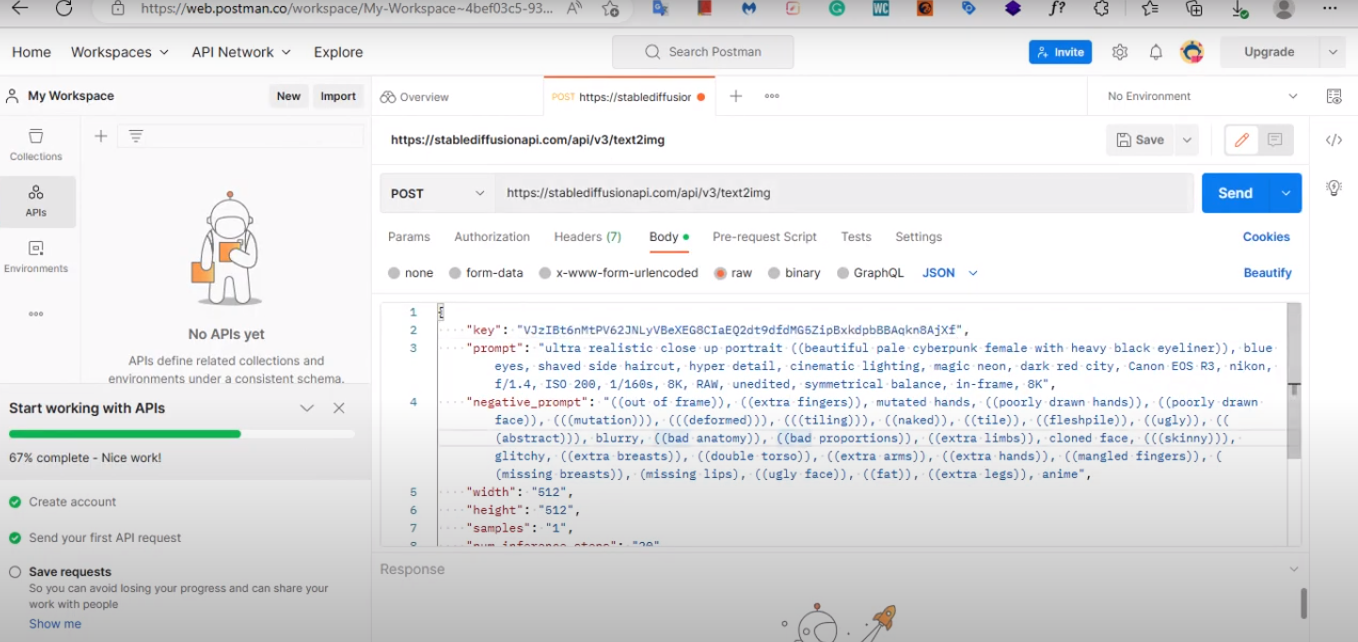 https://web.postman.co/workspace/My-Workspace~4bef03c5-93...
Home Workspaces API Network Explore
Search Postman
Invite
Upgrade
My Workspace
New Import
Overview
POST https://stablediffusior
No Environment
https://stablediffusionapi.com/api/v3/text2img
Save
Collections
APIs
Environments
POST https://stablediffusionapi.com/api/v3/text2img
Send
Params Authorization Headers (7) Body Pre-request Script Tests Settings
Cookies
none form-data x-www-form-urlencoded raw binary GraphQL JSON
Beautify
1 {
2 "key": "VJzIBt6nMtPV62JNLyVBeXEG8CIaEQ2dt9dfdMG5ZipBxkdpbBBAqkn8AjXf",
3 "prompt": "ultra realistic close up portrait ((beautiful pale cyberpunk female with heavy black eyeliner)), blue
eyes, shaved side haircut, hyper detail, cinematic lighting, magic neon, dark red city, Canon EOS R3, nikon,
f/1.4, ISO 200, 1/160s, 8K, RAW, unedited, symmetrical balance, in-frame, 8K",
4 "negative_prompt": "((out of frame)), ((extra fingers)), mutated hands, ((poorly drawn hands)), ((poorly drawn
face)), (((mutation))), (((deformed))), (((tiling))), ((naked)), ((tile)), ((fleshpile)), ((ugly)), ((
(abstract))), blurry, ((bad anatomy)), ((bad proportions)), ((extra limbs)), cloned face, (((skinny))),
glitchy, ((extra breasts)), ((double torso)), ((extra arms)), ((extra hands)), ((mangled fingers)), (
(missing breasts)), (missing lips), ((ugly face)), ((fat)), ((extra legs)), anime",
5 "width": "512",
6 "height": "512",
7 "samples": "1",
8 "num_inference_steps": "20"
No APIs yet
APIs define related collections and
environments under a consistent schema.
Start working with APIs
67% complete - Nice work!
Create account
Send your first API request
Save requests
So you can avoid losing your progress and can share your
work with people
Show me
Response